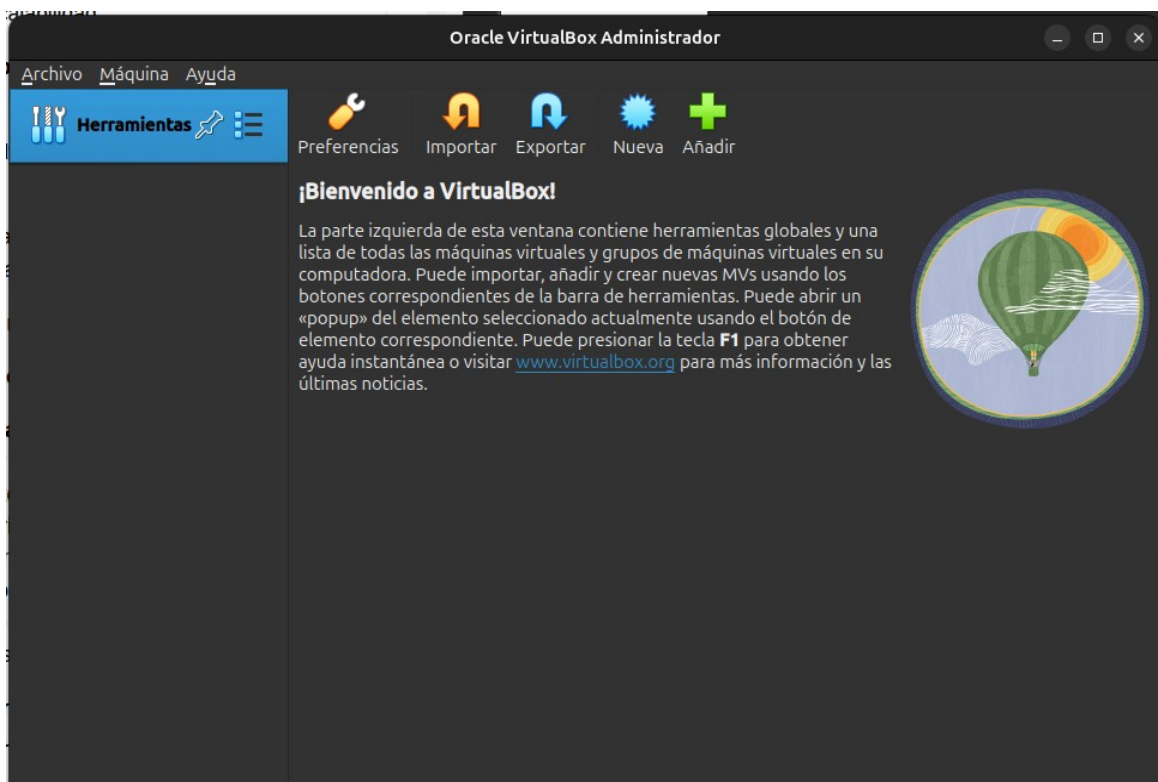 Oracle VirtualBox Administrador
Archivo Máquina Ayuda
Herramientas
Preferencias Importar Exportar Nueva Añadir
¡Bienvenido a VirtualBox!
La parte izquierda de esta ventana contiene herramientas globales y una
lista de todas las máquinas virtuales y grupos de máquinas virtuales en su
computadora. Puede importar, añadir y crear nuevas MVs usando los
botones correspondientes de la barra de herramientas. Puede abrir un
«popup» del elemento seleccionado actualmente usando el botón de
elemento correspondiente. Puede presionar la tecla F1 para obtener
ayuda instantánea o visitar www.virtualbox.org para más información y las
últimas noticias.